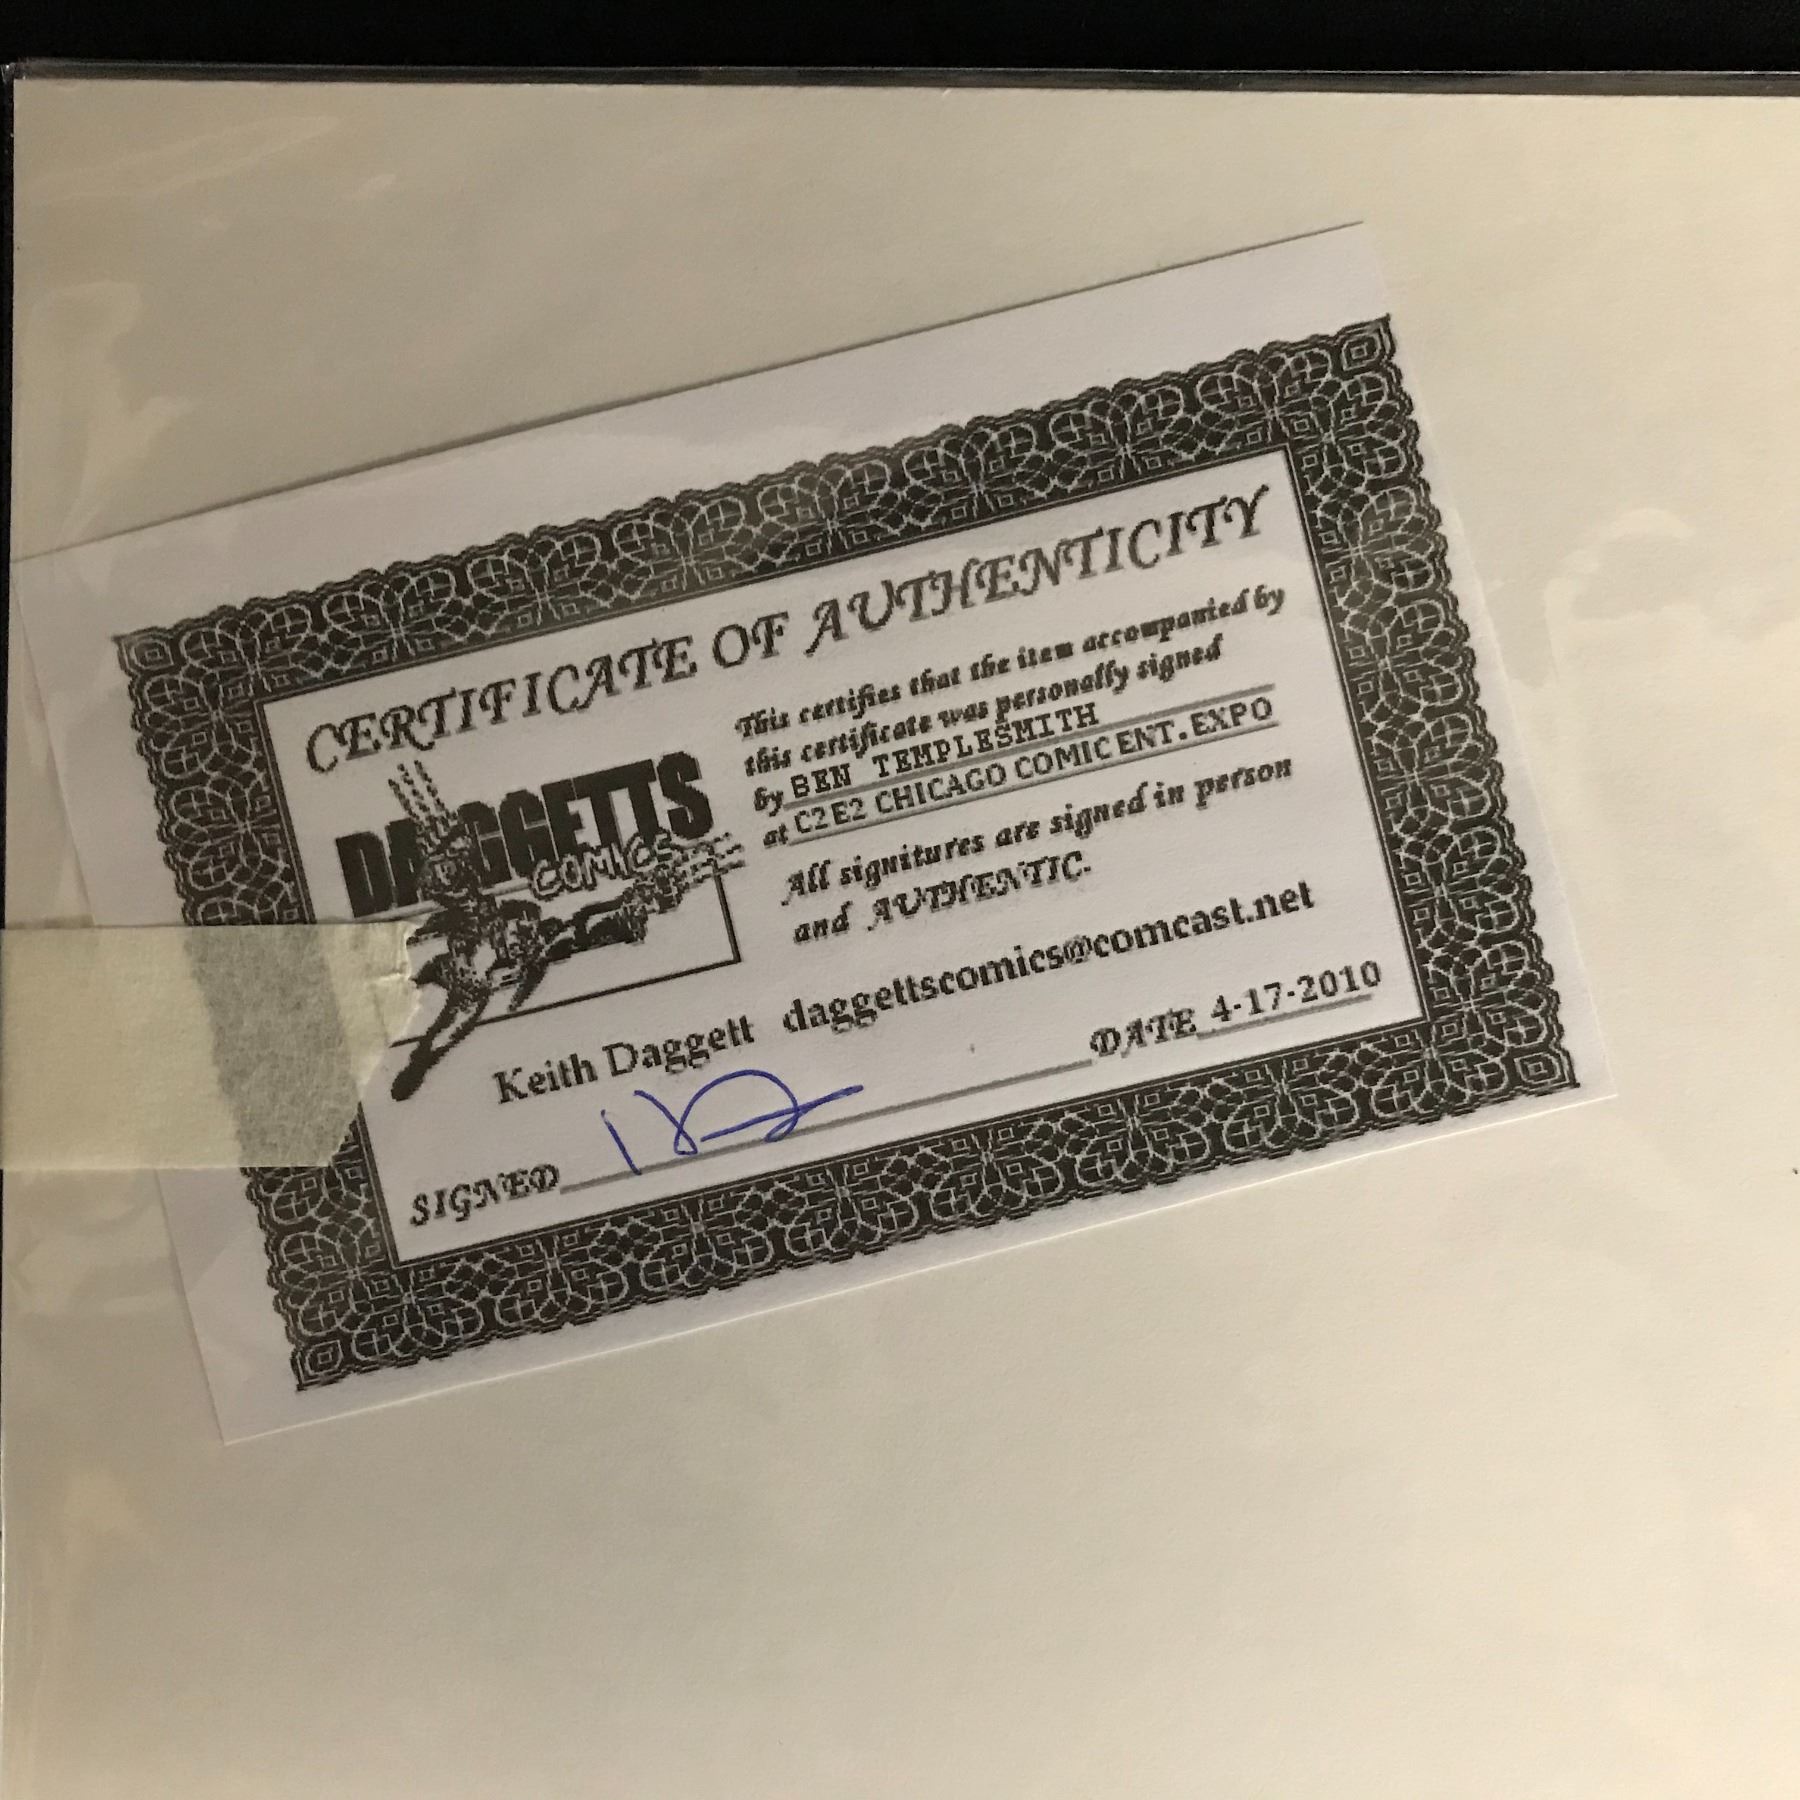 CERTIFICATE OF AUTHENTICITY
DAGGETTS
COMICS
This certifies that the item accompanied by
this certificate was personally signed
by BEN TEMPLESMITH
at C2E2 CHICAGO COMIC ENT.EXPO
All signitures are signed in person
and AUTHENTIC.
Keith Daggett daggettscomics@comcast.net
SIGNED DATE 4-17-2010